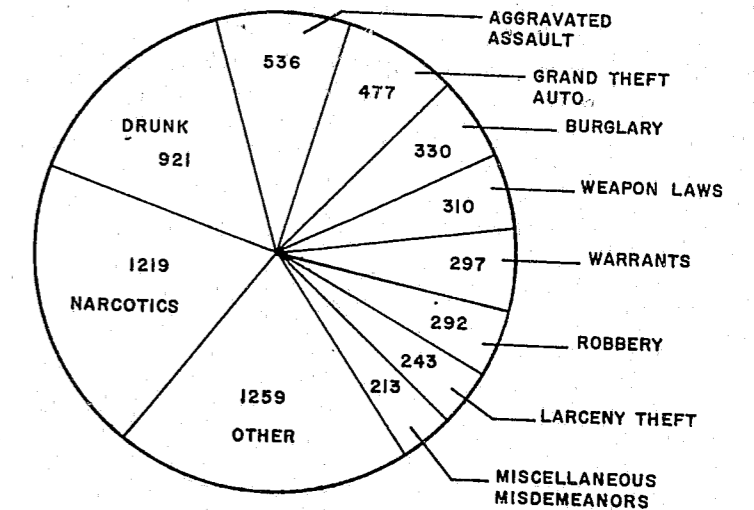 AGGRAVATED
ASSAULT
536
GRAND THEFT
AUTO
477
BURGLARY
330
DRUNK
921
WEAPON LAWS
310
WARRANTS
297
1219
NARCOTICS
ROBBERY
292
243
LARCENY THEFT
213
1259
OTHER
MISCELLANEOUS
MISDEMEANORS